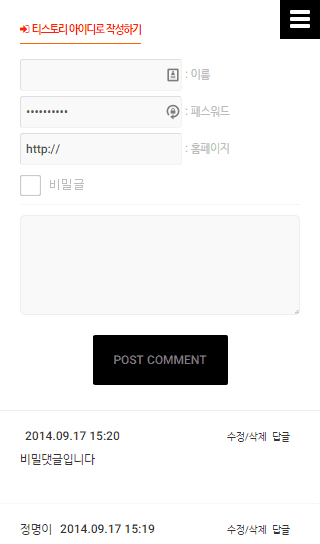 티스토리 아이디로 작성하기
: 이름
•••••••••• : 패스워드
http:// : 홈페이지
비밀글
POST COMMENT
2014.09.17 15:20 수정/삭제 답글
비밀댓글입니다
정명이 2014.09.17 15:19 수정/삭제 답글